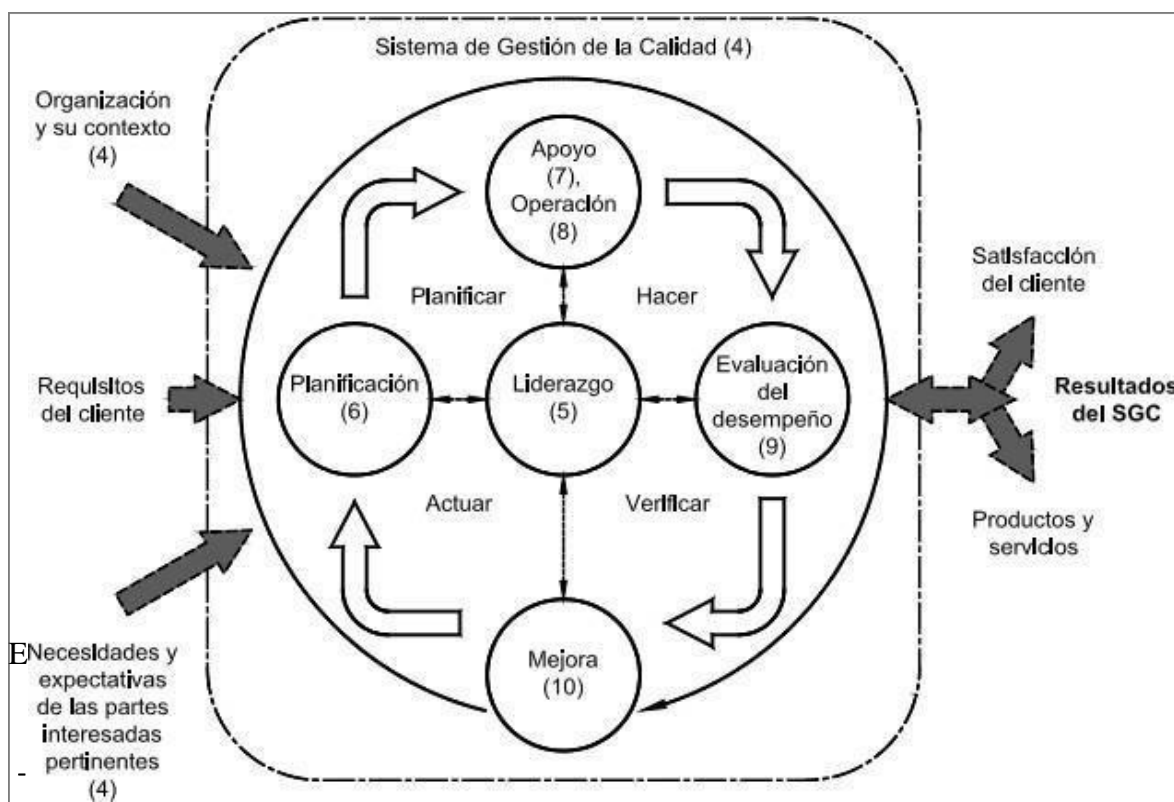 Sistema de Gestión de la Calidad (4)
Organización
y su contexto
(4)
Apoyo
(7),
Operación
(8)
Satisfacción
del cliente
Planificar
Hacer
Requisitos
del cliente
Planificación
(6)
Liderazgo
(5)
Evaluación
del
desempeño
(9)
Resultados
del SGC
Actuar
Verificar
Productos y
servicios
Mejora
(10)
E
Necesidades y
expectativas
de las partes
interesadas
pertinentes
(4)
-